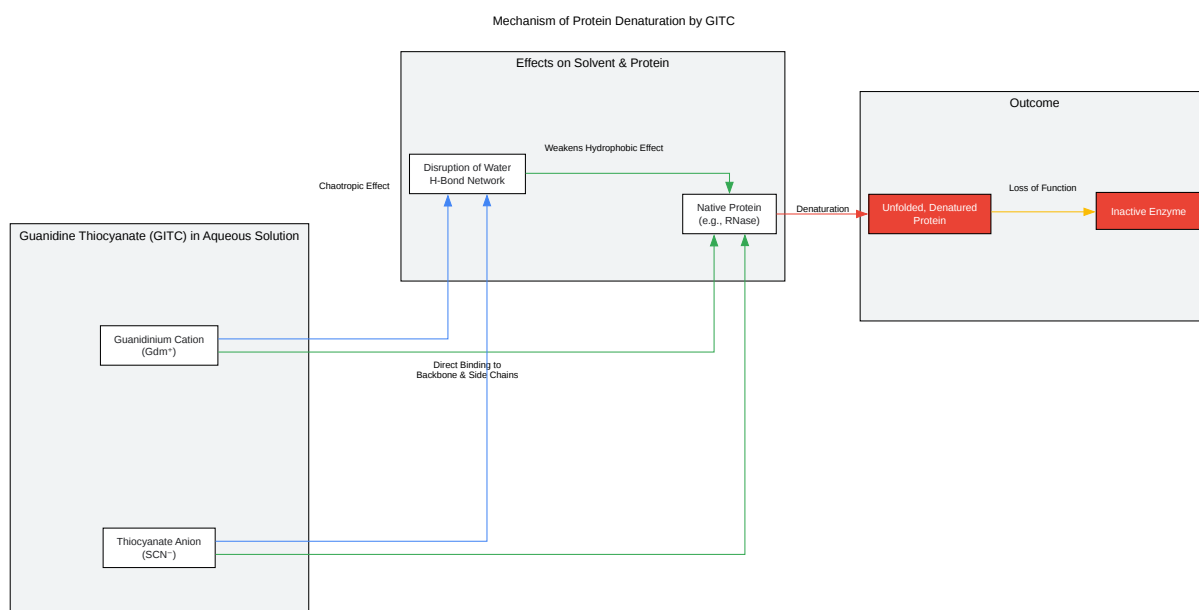 Mechanism of Protein Denaturation by GITC
Effects on Solvent & Protein
Outcome
Weakens Hydrophobic Effect
Disruption of Water
H-Bond Network
Chaotropic Effect
Loss of Function
Native Protein
(e.g., RNase)
Denaturation
Unfolded, Denatured
Protein
Inactive Enzyme
Guanidine Thiocyanate (GITC) in Aqueous Solution
Guanidinium Cation
(Gdm⁺)
Direct Binding to
Backbone & Side Chains
Thiocyanate Anion
(SCN⁻)